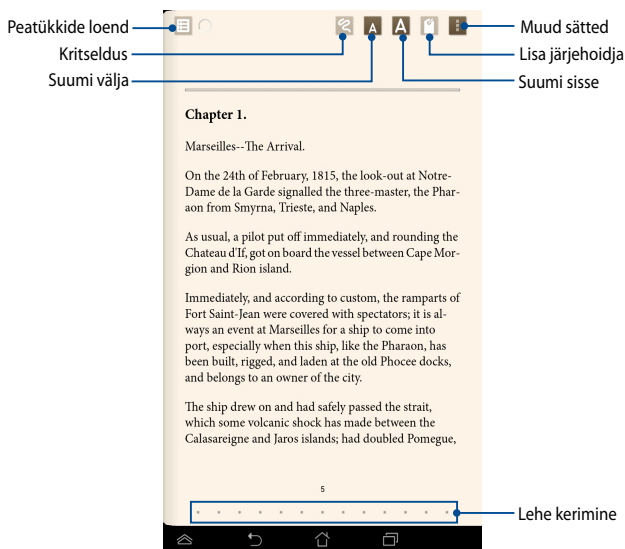 Peatükkide loend
Kritseldus
Suumi välja
Muud sätted
Lisa järjehoidja
Suumi sisse
A A
Chapter 1.
Marseilles--The Arrival.
On the 24th of February, 1815, the look-out at Notre-
Dame de la Garde signalled the three-master, the Phar-
aon from Smyrna, Trieste, and Naples.
As usual, a pilot put off immediately, and rounding the
Chateau d'If, got on board the vessel between Cape Mor-
gion and Rion island.
Immediately, and according to custom, the ramparts of
Fort Saint-Jean were covered with spectators; it is al-
ways an event at Marseilles for a ship to come into
port, especially when this ship, like the Pharaon, has
been built, rigged, and laden at the old Phocee docks,
and belongs to an owner of the city.
The ship drew on and had safely passed the strait,
which some volcanic shock has made between the
Calasareigne and Jaros islands; had doubled Pomegue,
5
Lehe kerimine